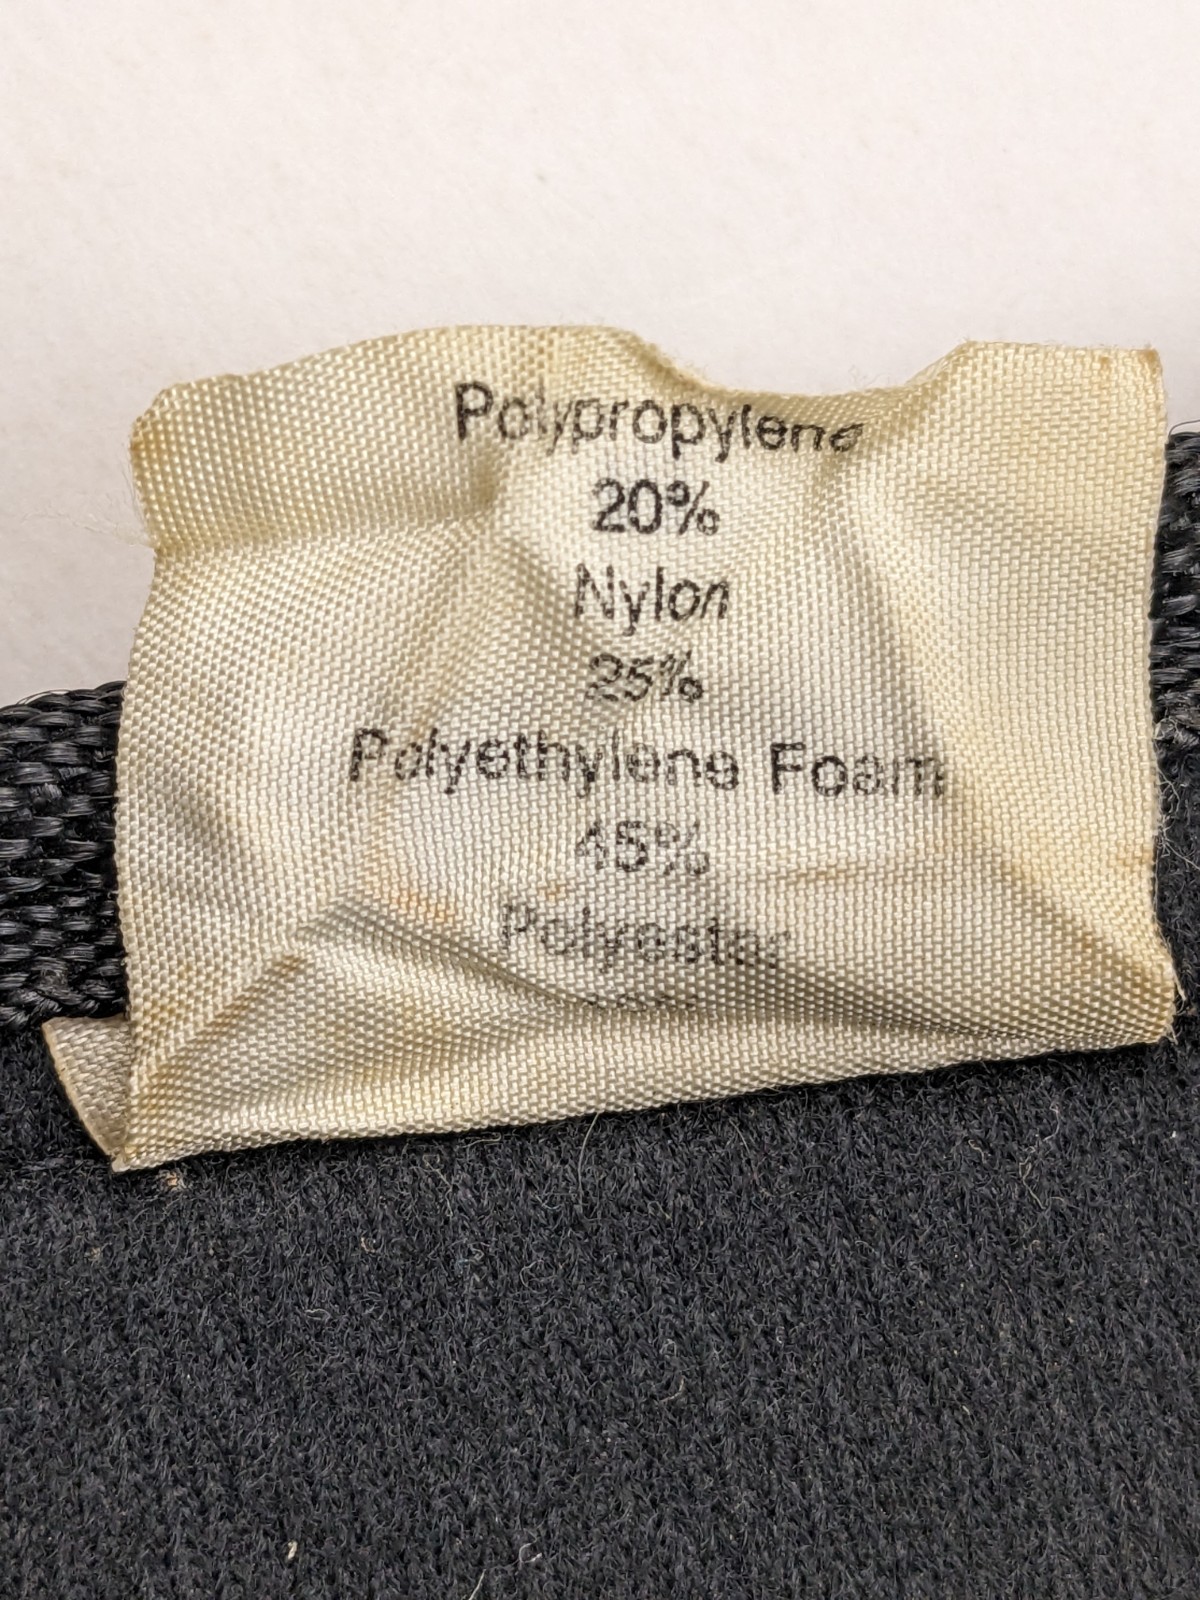 Polypropylene
20%
Nylon
25%
Polyethylene Foam
45%
Polyester